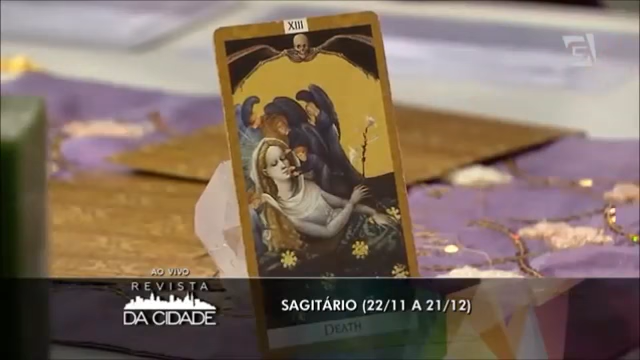 XIII
AO VIVO
REVISTA
DA CIDADE
SAGITÁRIO (22/11 A 21/12)
DEATH